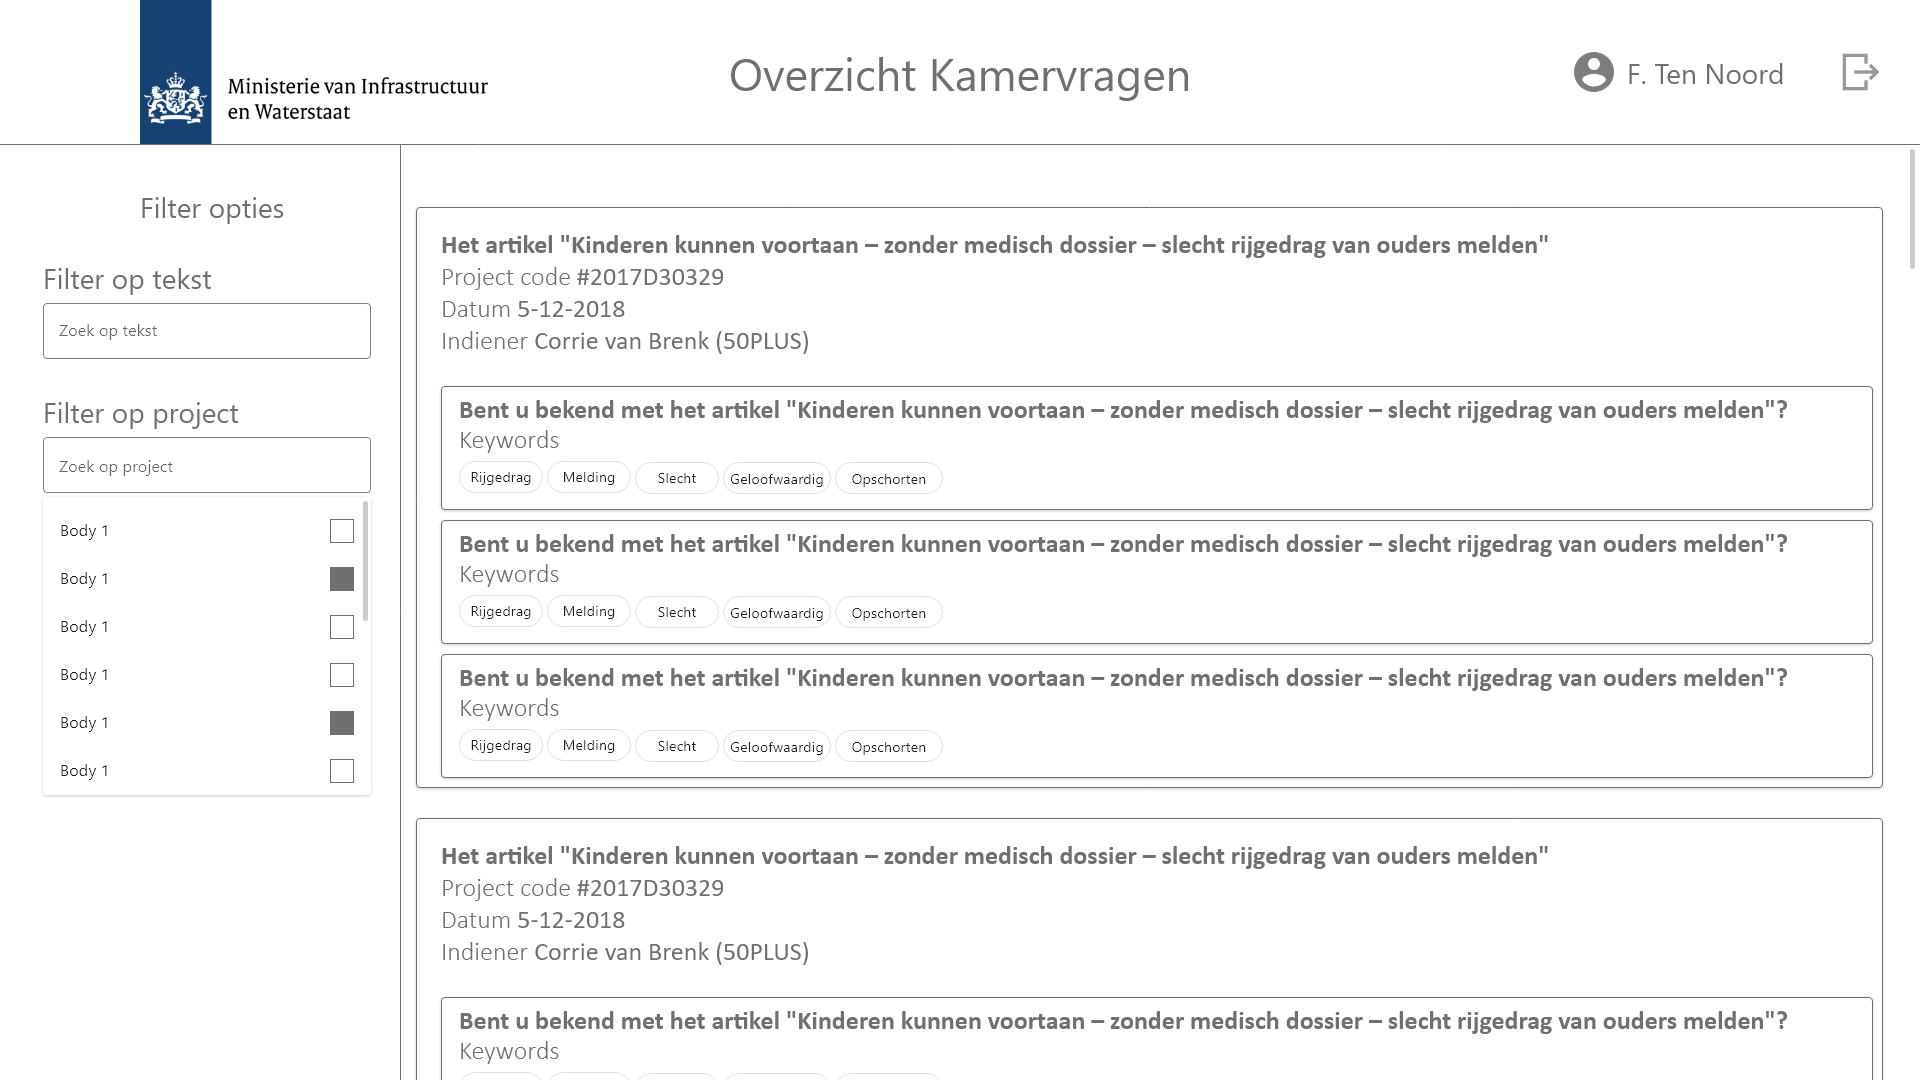 Ministerie van Infrastructuur
en Waterstaat
Overzicht Kamervragen
F. Ten Noord
Filter opties
Filter op tekst
Zoek op tekst
Filter op project
Zoek op project
Body 1
Body 1
Body 1
Body 1
Body 1
Body 1
Het artikel "Kinderen kunnen voortaan – zonder medisch dossier – slecht rijgedrag van ouders melden"
Project code #2017D30329
Datum 5-12-2018
Indiener Corrie van Brenk (50PLUS)
Bent u bekend met het artikel "Kinderen kunnen voortaan – zonder medisch dossier – slecht rijgedrag van ouders melden"?
Keywords
Rijgedrag Melding Slecht Geloofwaardig Opschorten
Bent u bekend met het artikel "Kinderen kunnen voortaan – zonder medisch dossier – slecht rijgedrag van ouders melden"?
Keywords
Rijgedrag Melding Slecht Geloofwaardig Opschorten
Bent u bekend met het artikel "Kinderen kunnen voortaan – zonder medisch dossier – slecht rijgedrag van ouders melden"?
Keywords
Rijgedrag Melding Slecht Geloofwaardig Opschorten
Het artikel "Kinderen kunnen voortaan – zonder medisch dossier – slecht rijgedrag van ouders melden"
Project code #2017D30329
Datum 5-12-2018
Indiener Corrie van Brenk (50PLUS)
Bent u bekend met het artikel "Kinderen kunnen voortaan – zonder medisch dossier – slecht rijgedrag van ouders melden"?
Keywords